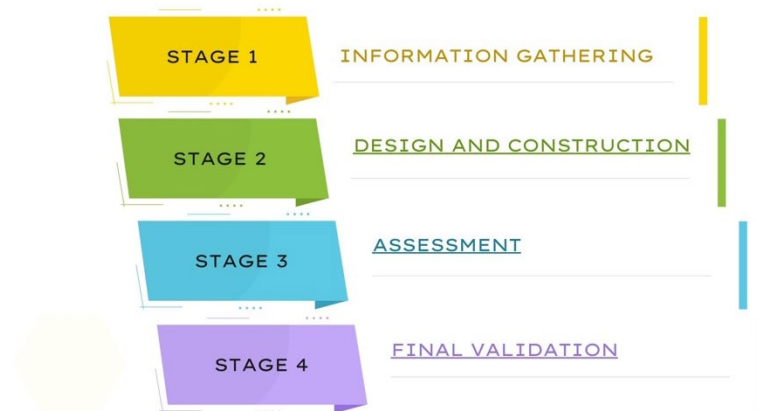 STAGE 1
INFORMATION GATHERING
STAGE 2
DESIGN AND CONSTRUCTION
STAGE 3
ASSESSMENT
STAGE 4
FINAL VALIDATION